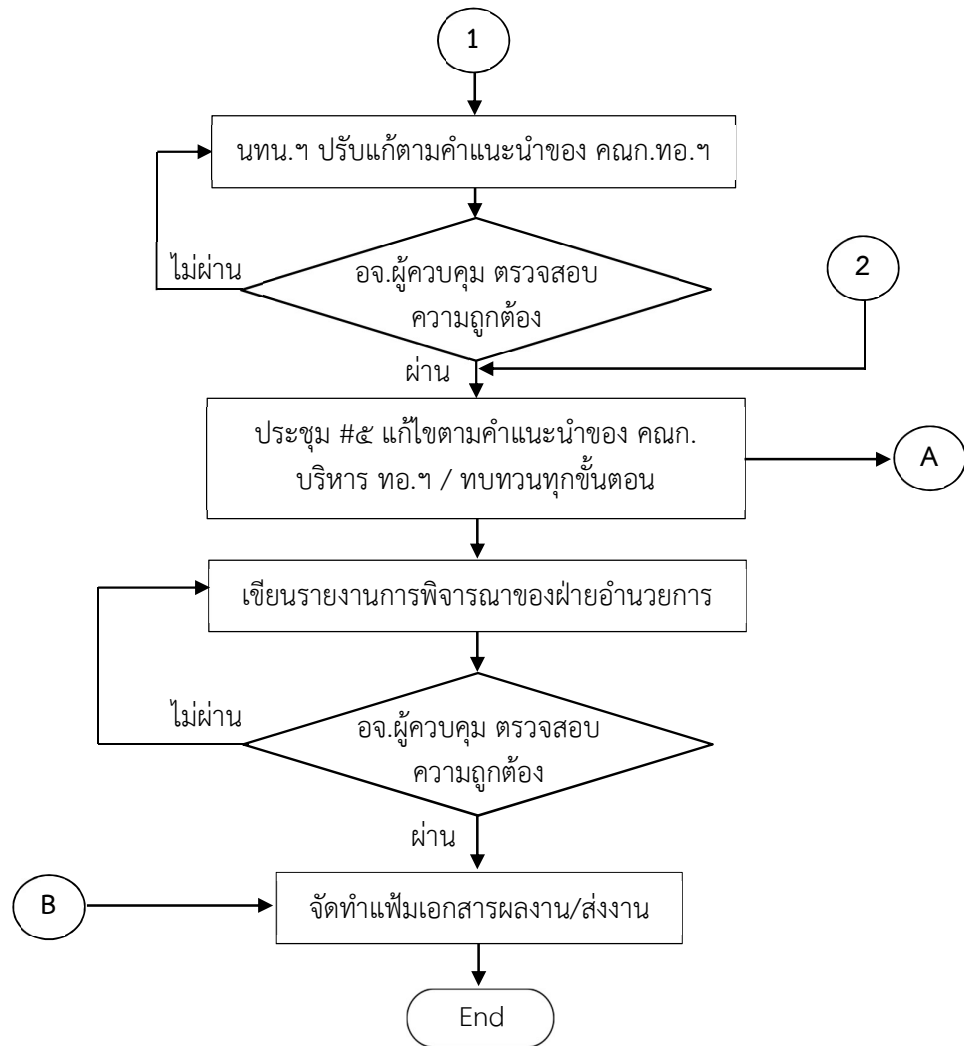 1
นทน.ฯ ปรับแก้ตามคำแนะนำของ คณก.ทอ.ฯ
ไม่ผ่าน
อจ.ผู้ควบคุม ตรวจสอบ
ความถูกต้อง
2
ผ่าน
ประชุม #๕ แก้ไขตามคำแนะนำของ คณก.
บริหาร ทอ.ฯ / ทบทวนทุกขั้นตอน
A
เขียนรายงานการพิจารณาของฝ่ายอำนวยการ
ไม่ผ่าน
อจ.ผู้ควบคุม ตรวจสอบ
ความถูกต้อง
ผ่าน
B
จัดทำแฟ้มเอกสารผลงาน/ส่งงาน
End